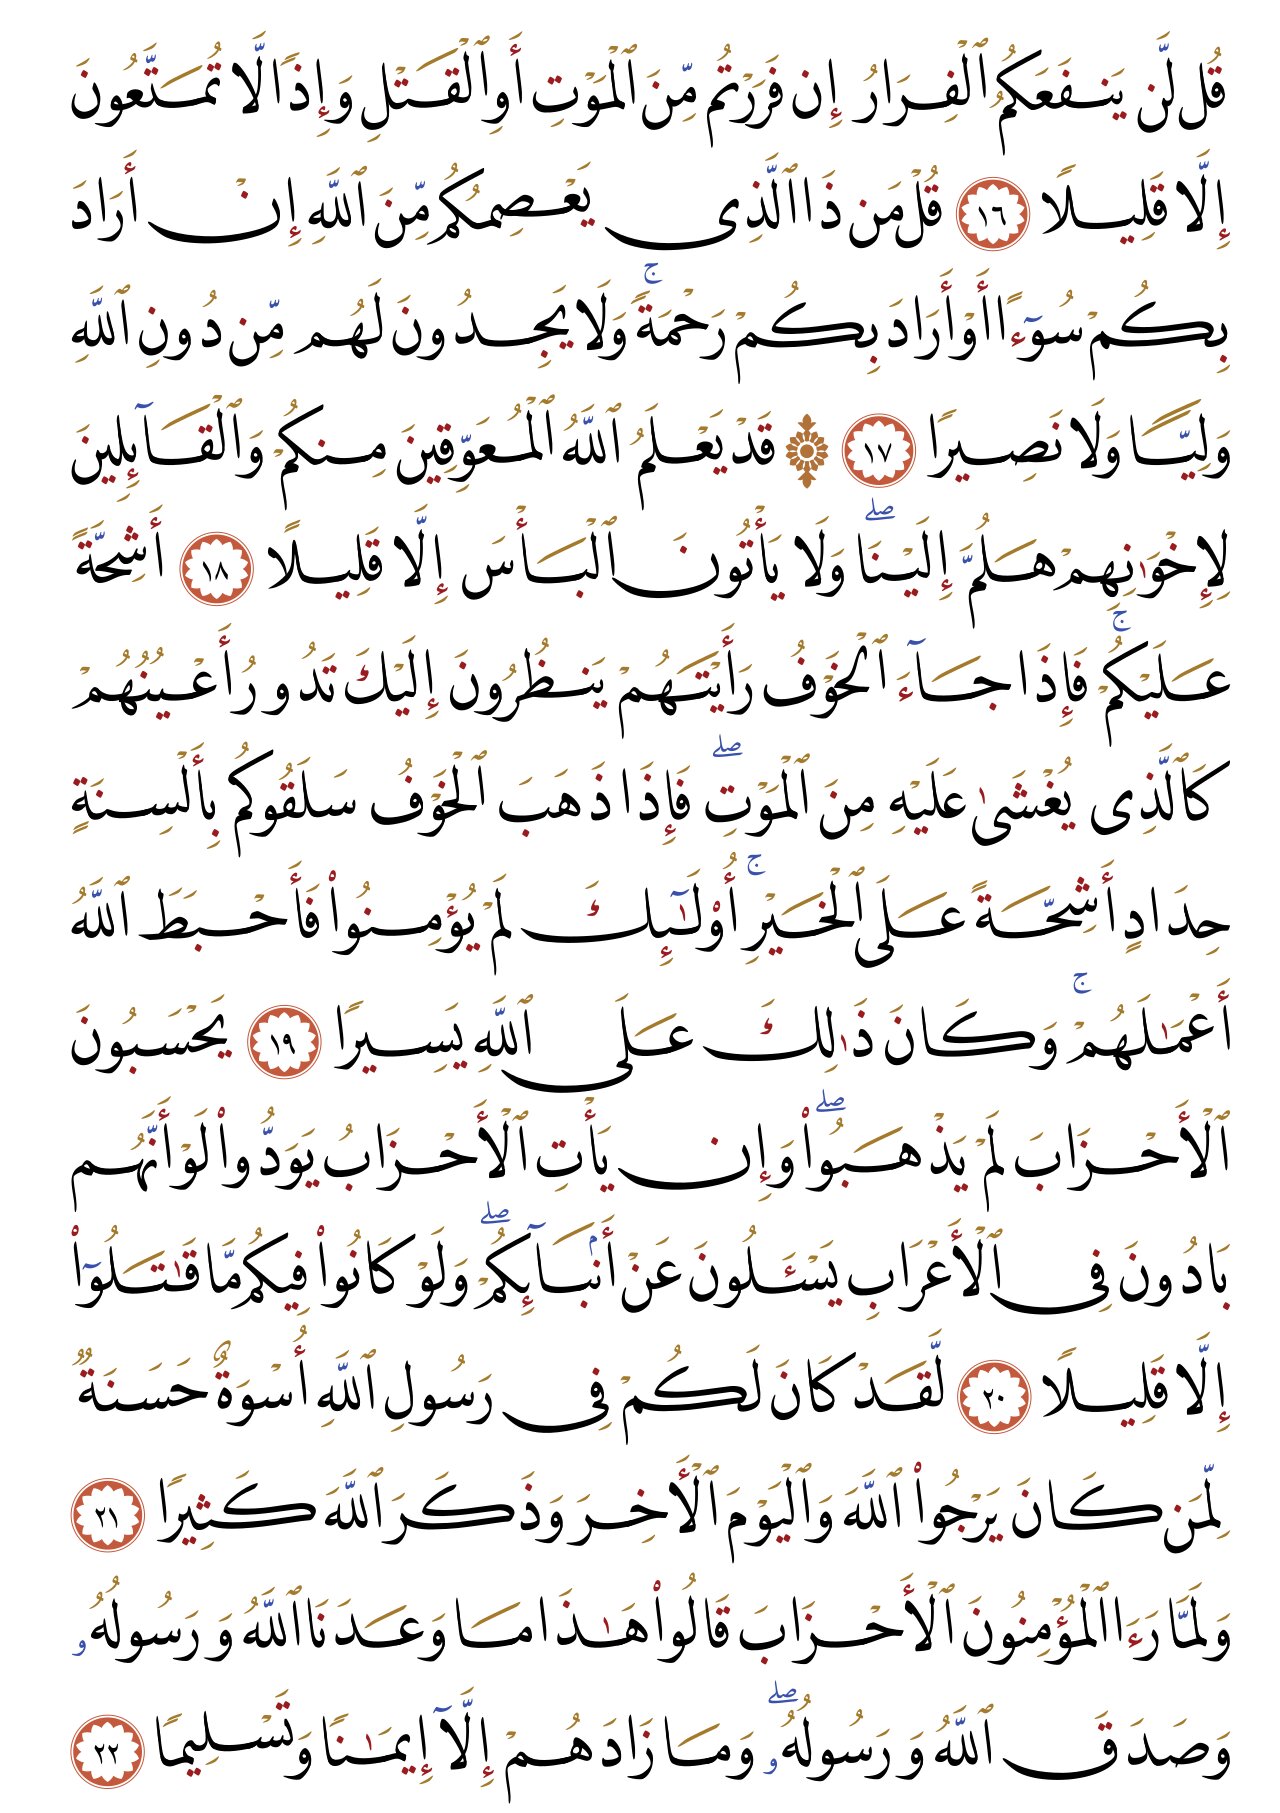 قُل لَّن يَنفَعَكُمُ ٱلْفِرَارُ إِن فَرَرْتُم مِّنَ ٱلْمَوْتِ أَوِ ٱلْقَتْلِ وَإِذًا لَّا تُمَتَّعُونَ
إِلَّا قَلِيلًا ١٦ قُلْ مَن ذَا ٱلَّذِى يَعْصِمُكُم مِّنَ ٱللَّهِ إِنْ أَرَادَ
بِكُمْ سُوٓءًا أَوْ أَرَادَ بِكُمْ رَحْمَةًۚ وَلَا يَجِدُونَ لَهُم مِّن دُونِ ٱللَّهِ
وَلِيًّا وَلَا نَصِيرًا ١٧ ۞ قَدْ يَعْلَمُ ٱللَّهُ ٱلْمُعَوِّقِينَ مِنكُمْ وَٱلْقَآئِلِينَ
لِإِخْوَٰنِهِمْ هَلُمَّ إِلَيْنَاۖ وَلَا يَأْتُونَ ٱلْبَأْسَ إِلَّا قَلِيلًا ١٨ أَشِحَّةً
عَلَيْكُمْۚ فَإِذَا جَآءَ ٱلْخَوْفُ رَأَيْتَهُمْ يَنظُرُونَ إِلَيْكَ تَدُورُ أَعْيُنُهُمْ
كَٱلَّذِى يُغْشَىٰ عَلَيْهِ مِنَ ٱلْمَوْتِۖ فَإِذَا ذَهَبَ ٱلْخَوْفُ سَلَقُوكُم بِأَلْسِنَةٍ
حِدَادٍ أَشِحَّةً عَلَى ٱلْخَيْرِۚ أُو۟لَٰٓئِكَ لَمْ يُؤْمِنُوا۟ فَأَحْبَطَ ٱللَّهُ
أَعْمَٰلَهُمْۚ وَكَانَ ذَٰلِكَ عَلَى ٱللَّهِ يَسِيرًا ١٩ يَحْسَبُونَ
ٱلْأَحْزَابَ لَمْ يَذْهَبُوا۟ۖ وَإِن يَأْتِ ٱلْأَحْزَابُ يَوَدُّوا۟ لَوْ أَنَّهُم
بَادُونَ فِى ٱلْأَعْرَابِ يَسْـَٔلُونَ عَنْ أَنۢبَآئِكُمْۖ وَلَوْ كَانُوا۟ فِيكُم مَّا قَٰتَلُوٓا۟
إِلَّا قَلِيلًا ٢٠ لَّقَدْ كَانَ لَكُمْ فِى رَسُولِ ٱللَّهِ أُسْوَةٌ حَسَنَةٌ
لِّمَن كَانَ يَرْجُوا۟ ٱللَّهَ وَٱلْيَوْمَ ٱلْأَخِرَ وَذَكَرَ ٱللَّهَ كَثِيرًا ٢١
وَلَمَّا رَءَا ٱلْمُؤْمِنُونَ ٱلْأَحْزَابَ قَالُوا۟ هَٰذَا مَا وَعَدَنَا ٱللَّهُ وَرَسُولُهُۥ
وَصَدَقَ ٱللَّهُ وَرَسُولُهُۥۖ وَمَا زَادَهُمْ إِلَّآ إِيمَٰنًا وَتَسْلِيمًا ٢٢